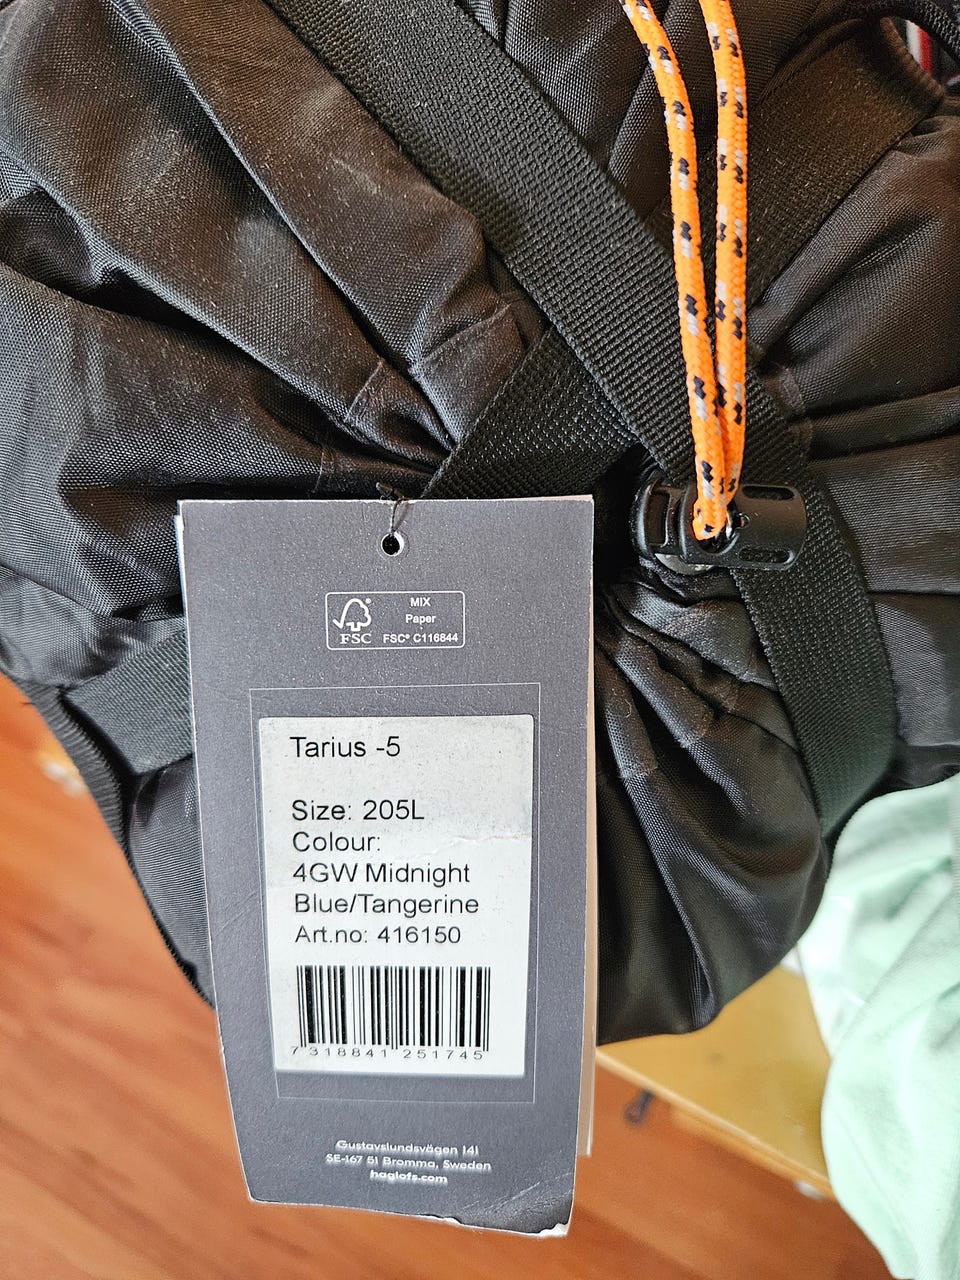 MIX
Paper
FSC® FSC® C116844
Tarius -5
Size: 205L
Colour:
4GW Midnight
Blue/Tangerine
Art.no: 416150
7 318841 251745
Gustavslundsvägen 141
SE-167 51 Bromma, Sweden
haglofs.com